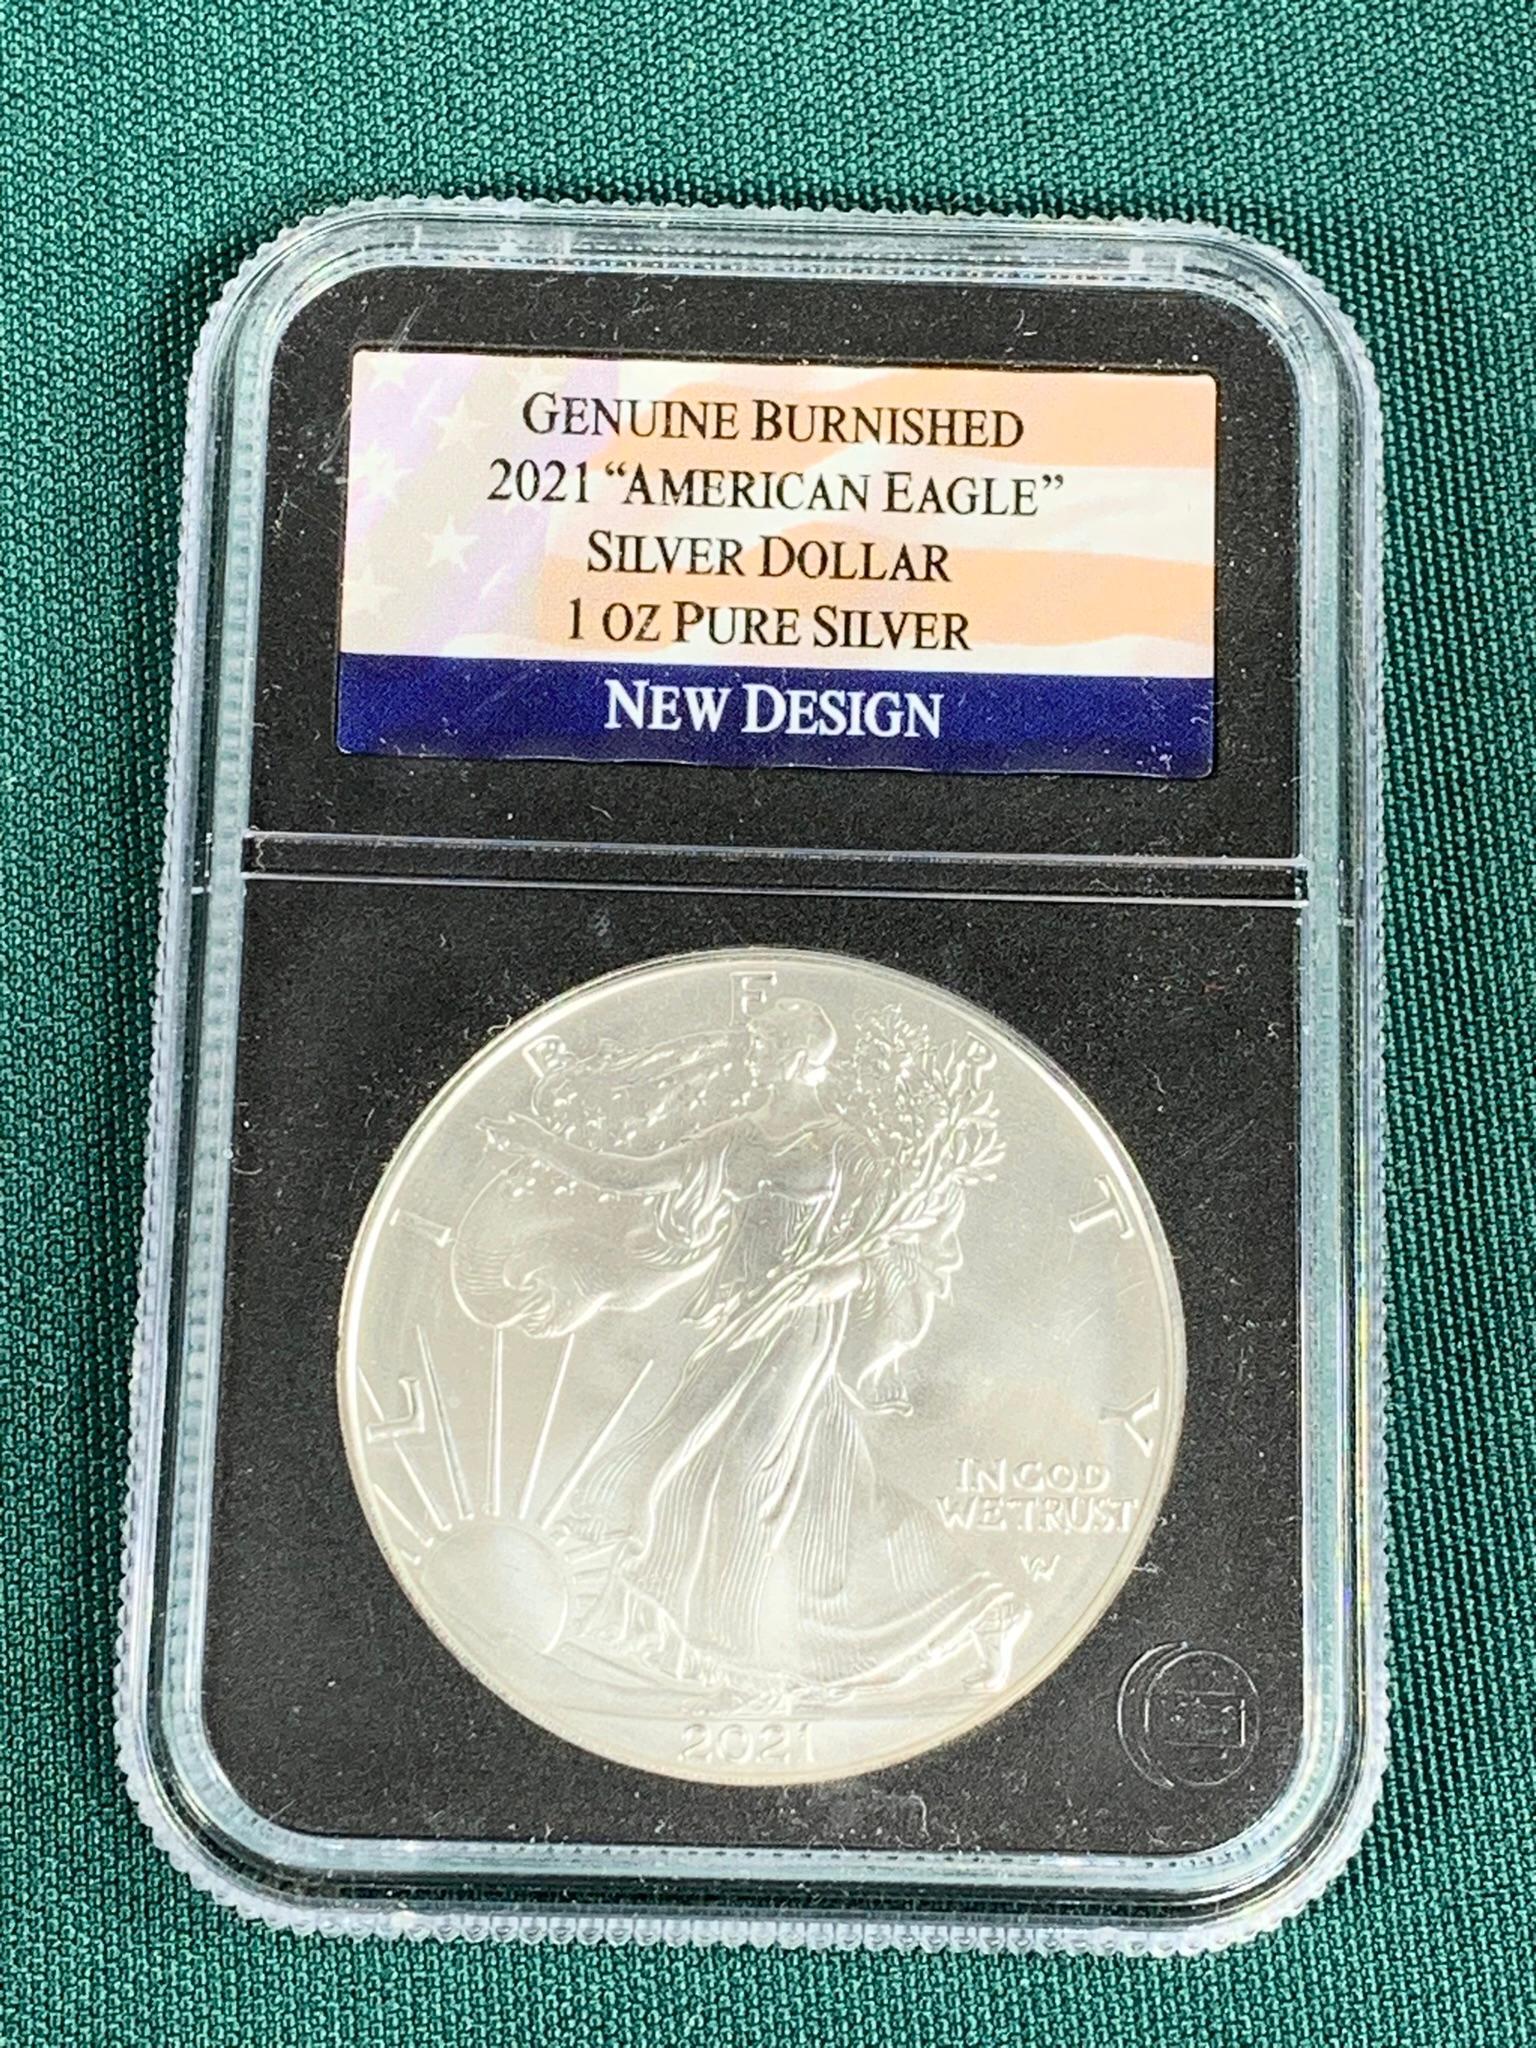 GENUINE BURNISHED
2021 “AMERICAN EAGLE”
SILVER DOLLAR
1 OZ PURE SILVER
NEW DESIGN
LIBERTY
IN GOD
WE TRUST
W
2021